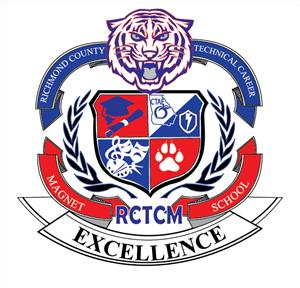 RICHMOND COUNTY
TECHNICAL CAREER
CTAE
MAGNET
SCHOOL
RCTCM
EXCELLENCE